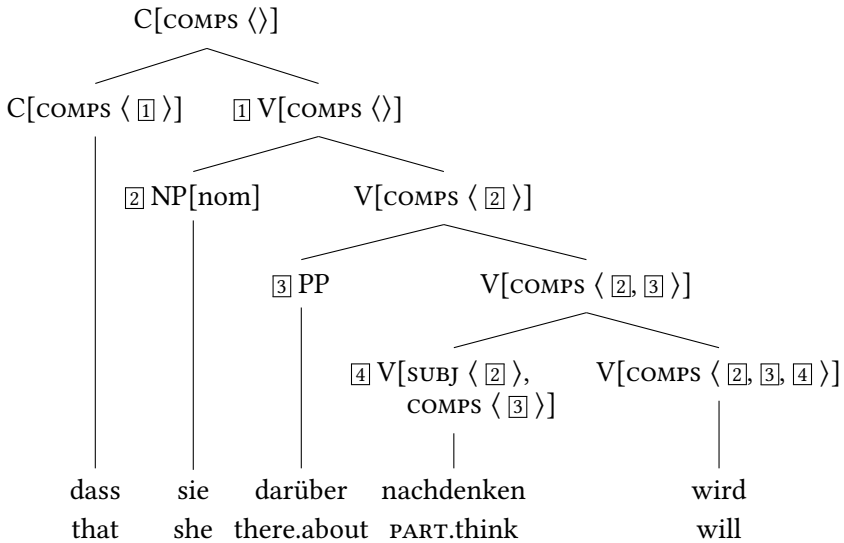 C[COMPS ⟨⟩]
C[COMPS ⟨ 1 ⟩] 1 V[COMPS ⟨⟩]
2 NP[nom] V[COMPS ⟨ 2 ⟩]
3 PP V[COMPS ⟨ 2, 3 ⟩]
4 V[SUBJ ⟨ 2 ⟩, V[COMPS ⟨ 2, 3, 4 ⟩]
COMPS ⟨ 3 ⟩]
dass sie darüber nachdenken wird
that she there.about PART.think will